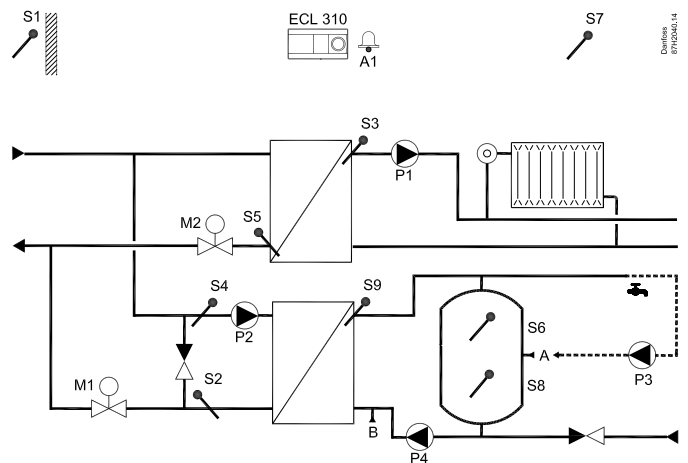 S1
ECL 310
A1
S7
Danfoss
87H2040.14
S3
P1
M2
S5
S4
P2
S9
S6
A
P3
S8
M1
S2
B
P4